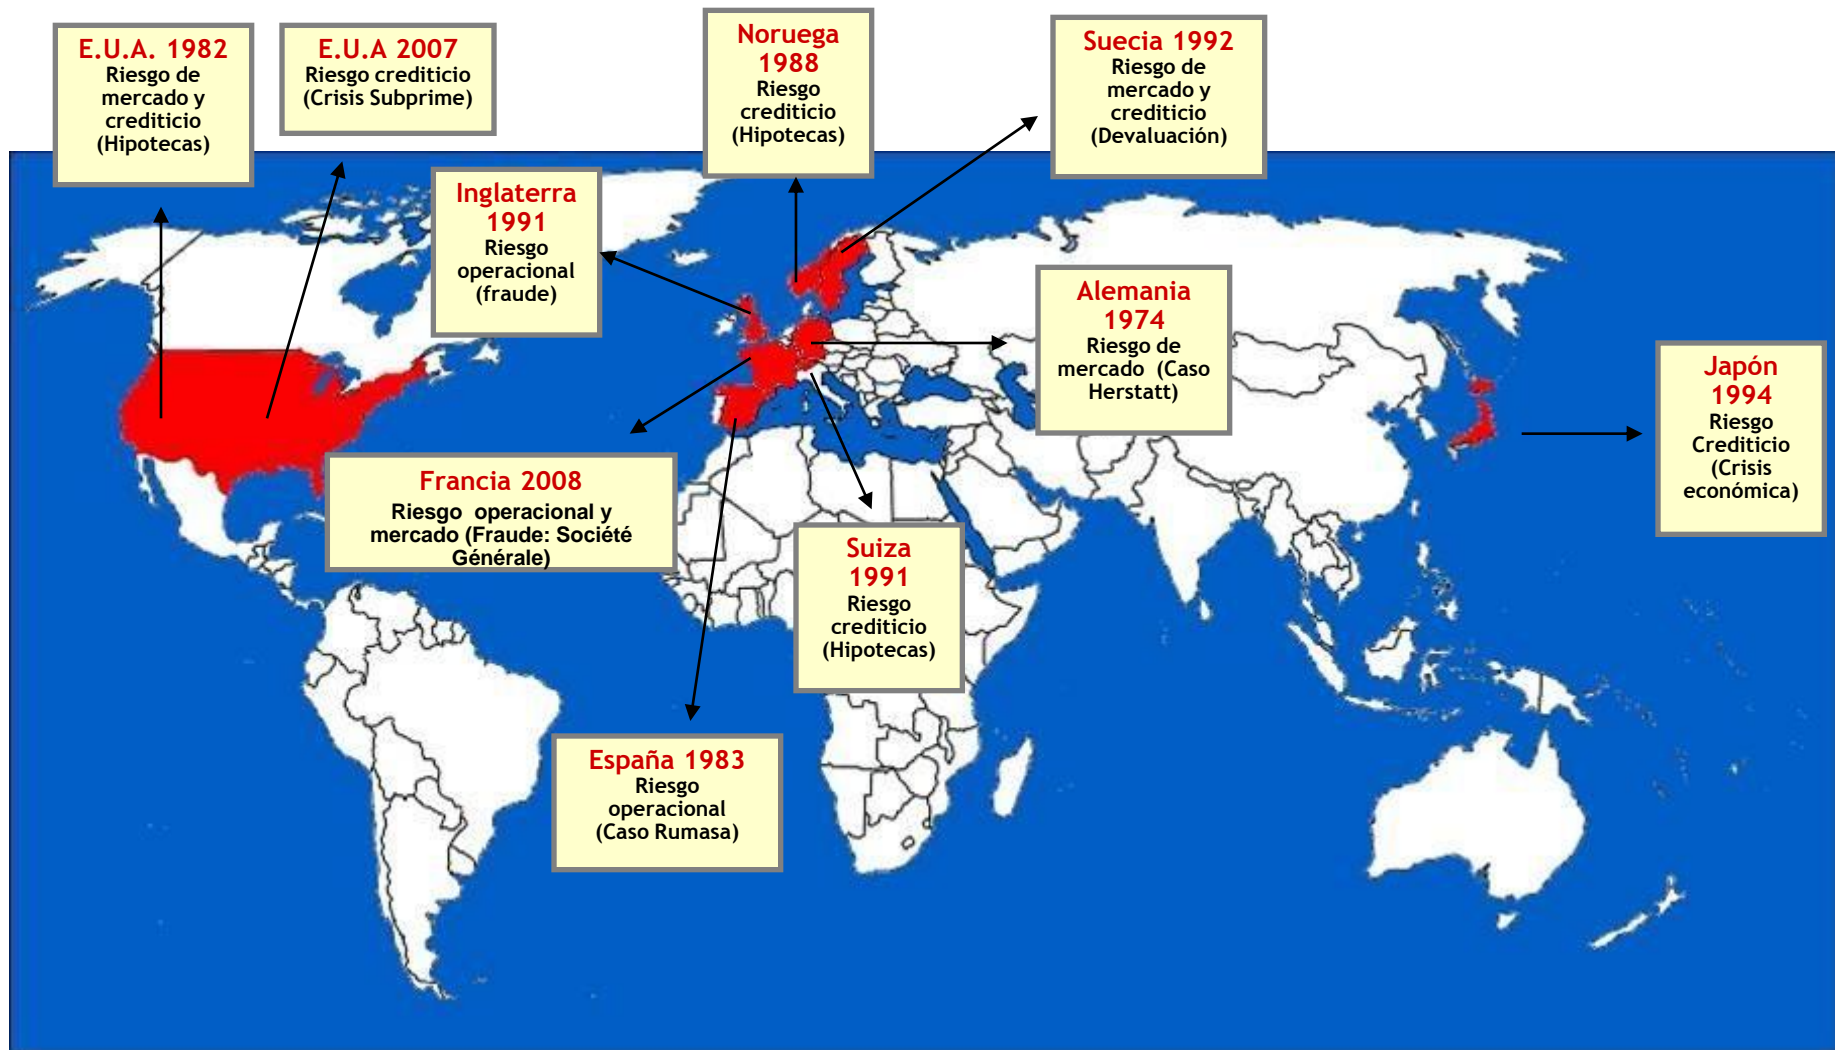 E.U.A. 1982
Riesgo de
mercado y
crediticio
(Hipotecas)
E.U.A 2007
Riesgo crediticio
(Crisis Subprime)
Noruega
1988
Riesgo
crediticio
(Hipotecas)
Suecia 1992
Riesgo de
mercado y
crediticio
(Devaluación)
Inglaterra
1991
Riesgo
operacional
(fraude)
Alemania
1974
Riesgo de
mercado (Caso
Herstatt)
Japón
1994
Riesgo
Crediticio
(Crisis
económica)
Francia 2008
Riesgo operacional y
mercado (Fraude: Société
Générale)
Suiza
1991
Riesgo
crediticio
(Hipotecas)
España 1983
Riesgo
operacional
(Caso Rumasa)